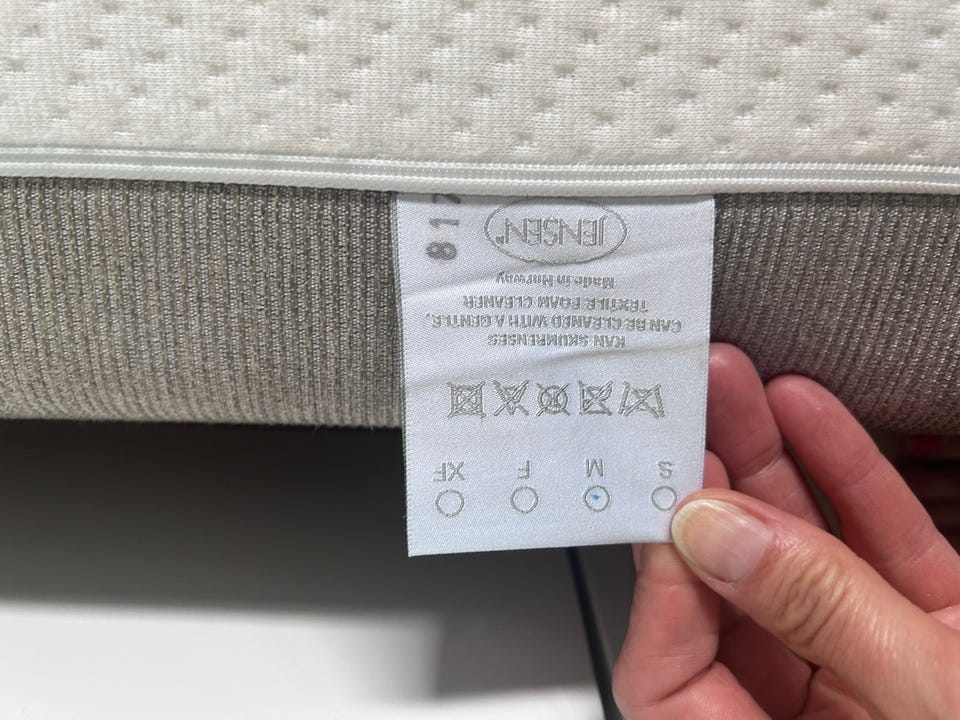 JENSEN®
Made in Norway
KAN SKUMRENSES
CAN BE CLEANED WITH A GENTLE,
TEXTILE FOAM CLEANER
S M F XF